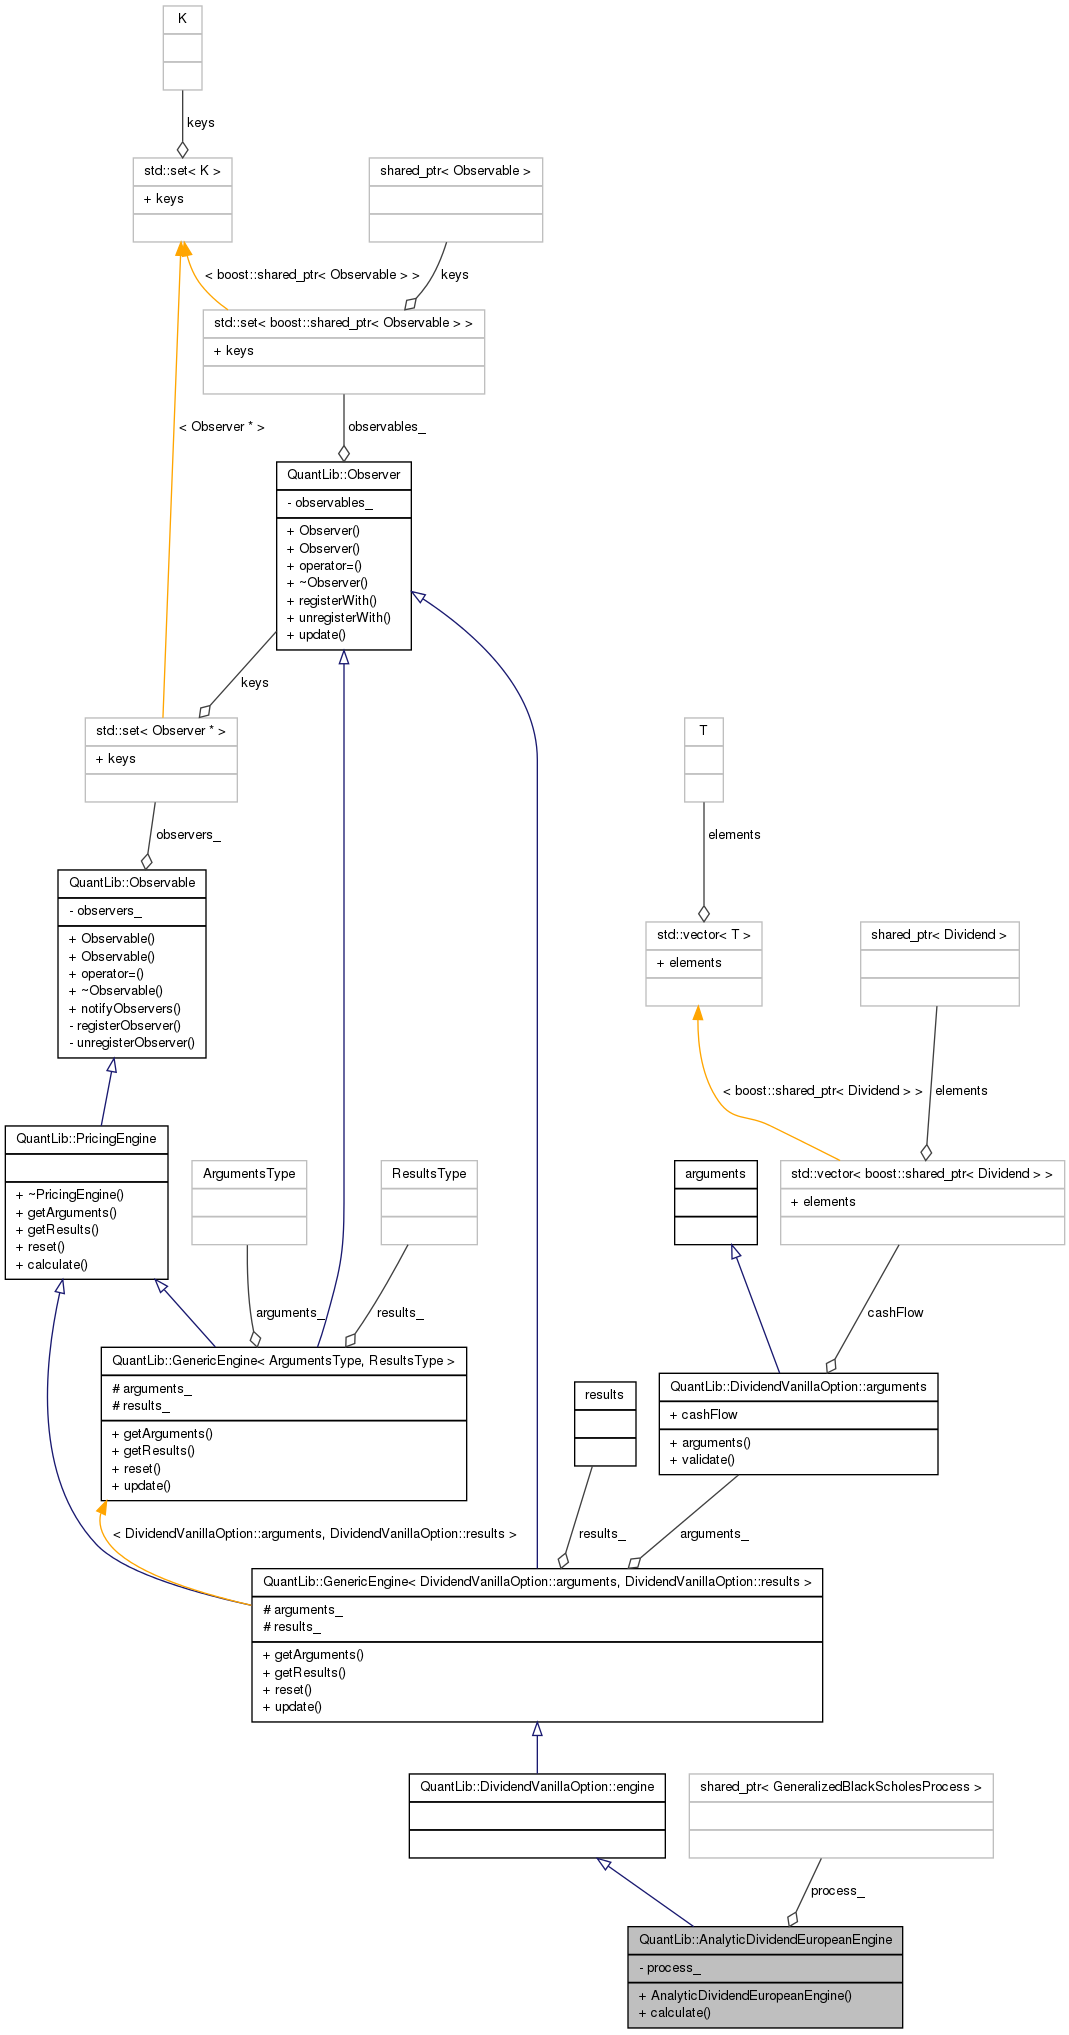 K
keys
std::set< K >
+ keys
shared_ptr< Observable >
< boost::shared_ptr< Observable > >
keys
std::set< boost::shared_ptr< Observable > >
+ keys
< Observer * >
observables_
QuantLib::Observer
- observables_
+ Observer()
+ Observer()
+ operator=()
+ ~Observer()
+ registerWith()
+ unregisterWith()
+ update()
keys
std::set< Observer * >
+ keys
T
observers_
elements
QuantLib::Observable
- observers_
+ Observable()
+ Observable()
+ operator=()
+ ~Observable()
+ notifyObservers()
- registerObserver()
- unregisterObserver()
std::vector< T >
+ elements
shared_ptr< Dividend >
< boost::shared_ptr< Dividend > >
elements
QuantLib::PricingEngine
+ ~PricingEngine()
+ getArguments()
+ getResults()
+ reset()
+ calculate()
ArgumentsType
ResultsType
arguments
std::vector< boost::shared_ptr< Dividend > >
+ elements
arguments_
results_
cashFlow
QuantLib::GenericEngine< ArgumentsType, ResultsType >
# arguments_
# results_
+ getArguments()
+ getResults()
+ reset()
+ update()
results
QuantLib::DividendVanillaOption::arguments
+ cashFlow
+ arguments()
+ validate()
< DividendVanillaOption::arguments, DividendVanillaOption::results >
results_
arguments_
QuantLib::GenericEngine< DividendVanillaOption::arguments, DividendVanillaOption::results >
# arguments_
# results_
+ getArguments()
+ getResults()
+ reset()
+ update()
QuantLib::DividendVanillaOption::engine
shared_ptr< GeneralizedBlackScholesProcess >
process_
QuantLib::AnalyticDividendEuropeanEngine
- process_
+ AnalyticDividendEuropeanEngine()
+ calculate()